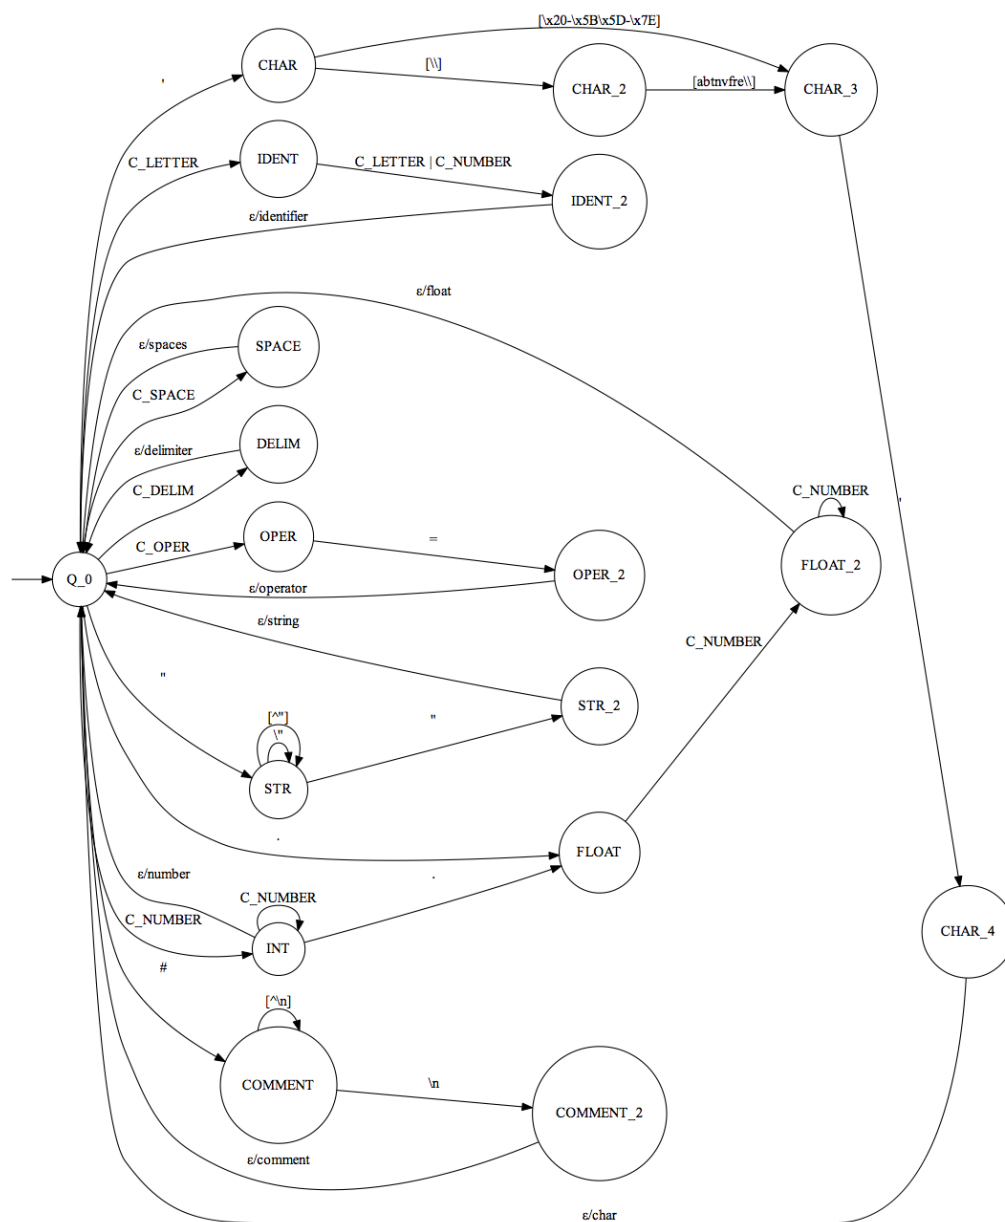 [\x20-\x5B\x5D-\x7E]
CHAR
[\\]
CHAR_2
[abtnvfre\\]
CHAR_3
'
C_LETTER
IDENT
C_LETTER | C_NUMBER
IDENT_2
ε/identifier
ε/float
ε/spaces
SPACE
C_SPACE
ε/delimiter
DELIM
C_DELIM
C_NUMBER
'
C_OPER
OPER
=
OPER_2
FLOAT_2
Q_0
ε/operator
ε/string
C_NUMBER
"
[^"]
\"
STR
"
STR_2
.
FLOAT
ε/number
.
C_NUMBER
C_NUMBER
INT
CHAR_4
#
[^\n]
COMMENT
\n
COMMENT_2
ε/comment
ε/char